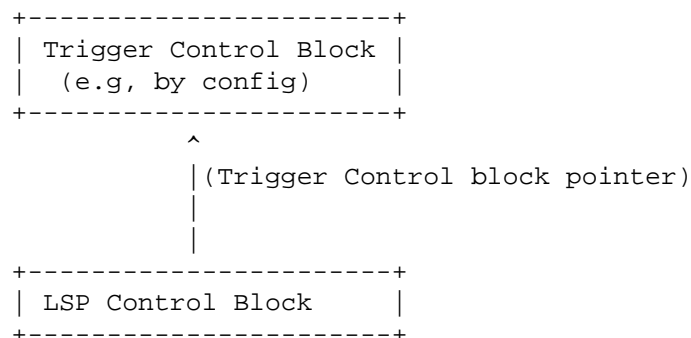 Trigger Control Block
(e.g, by config)
(Trigger Control block pointer)
LSP Control Block